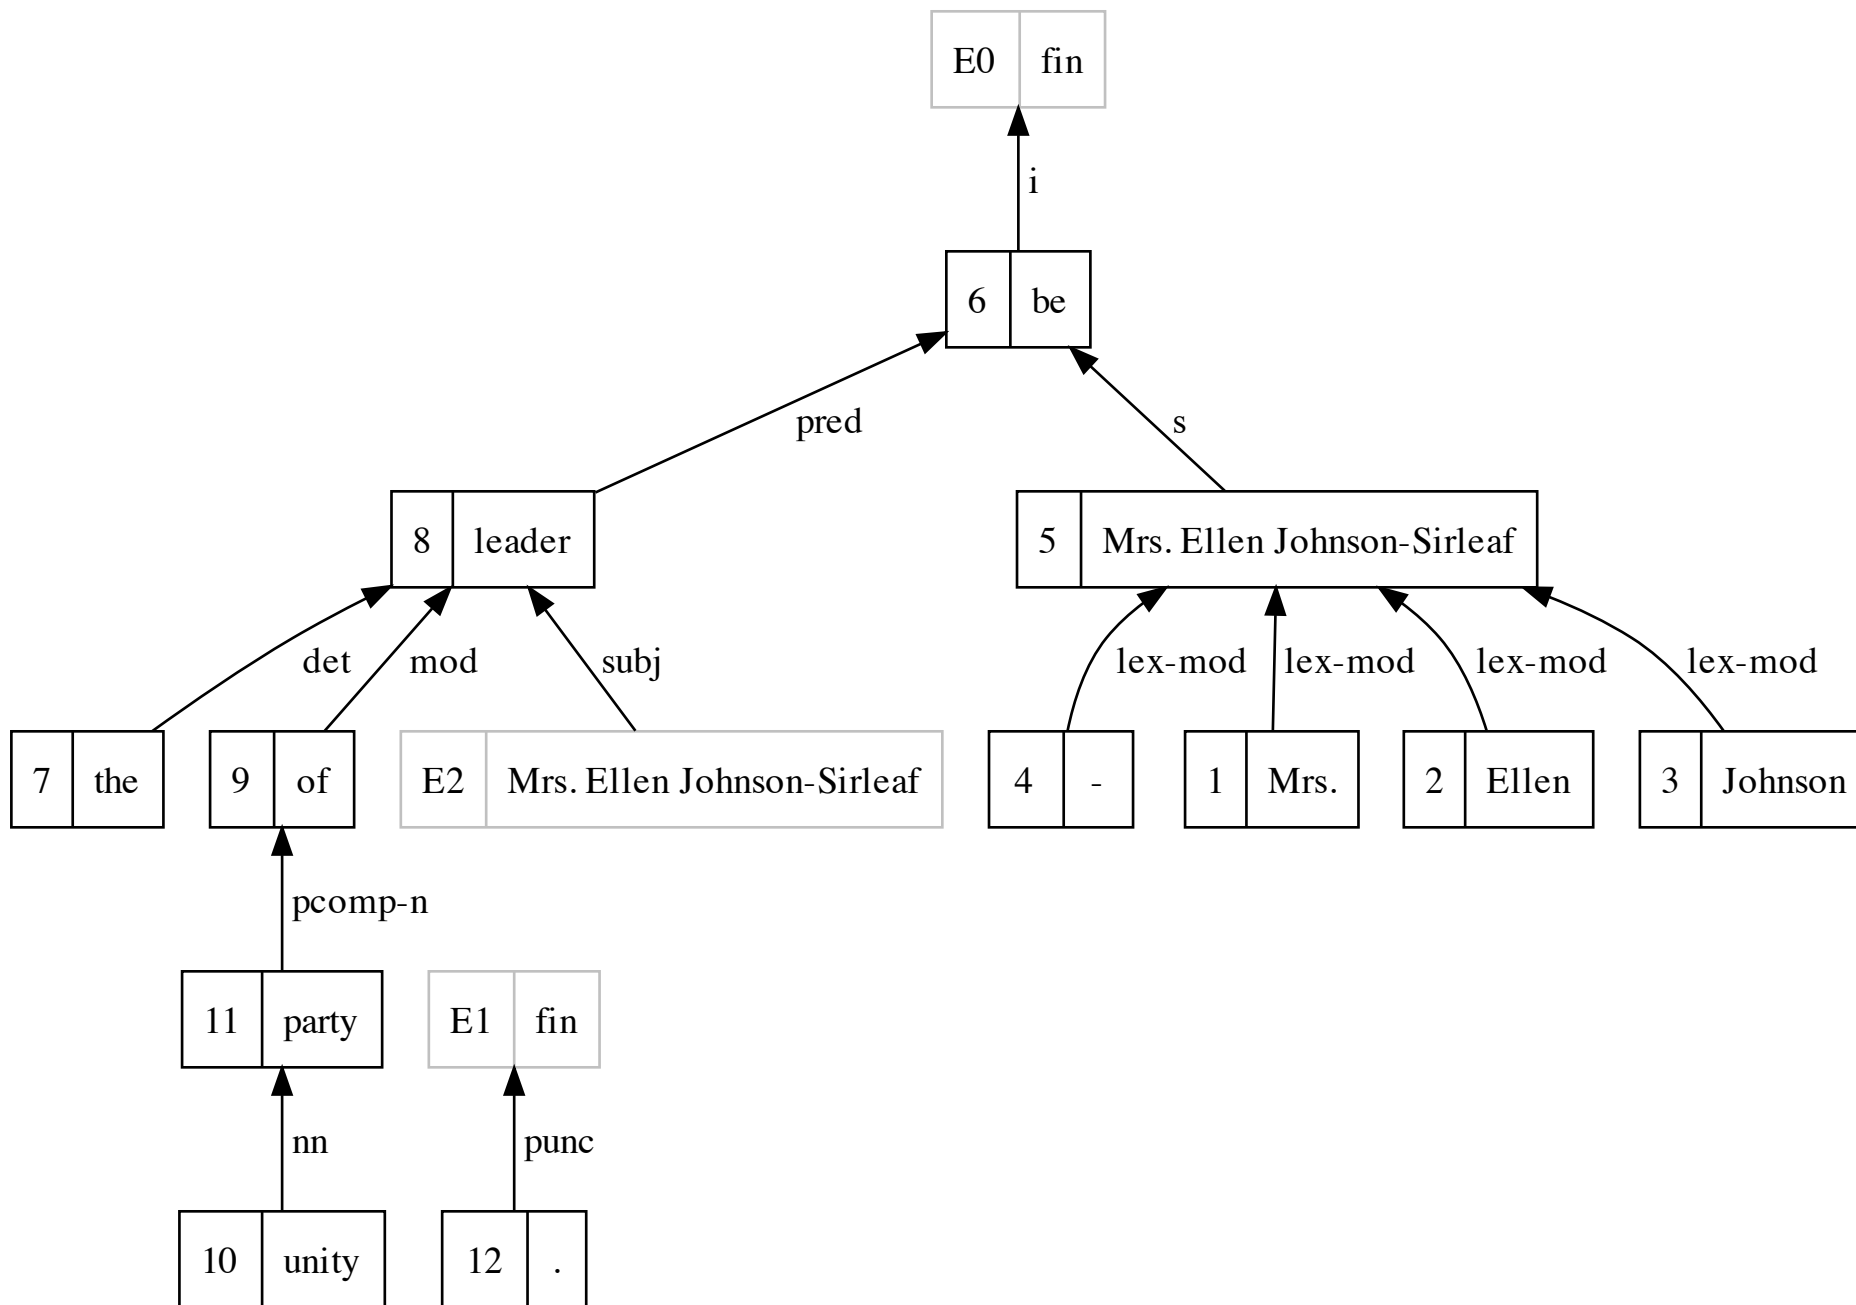 E0 fin
i
6 be
pred s
8 leader 5 Mrs. Ellen Johnson-Sirleaf
det mod subj lex-mod lex-mod lex-mod lex-mod
7 the 9 of E2 Mrs. Ellen Johnson-Sirleaf 4 - 1 Mrs. 2 Ellen 3 Johnson
pcomp-n
11 party E1 fin
nn punc
10 unity 12 .